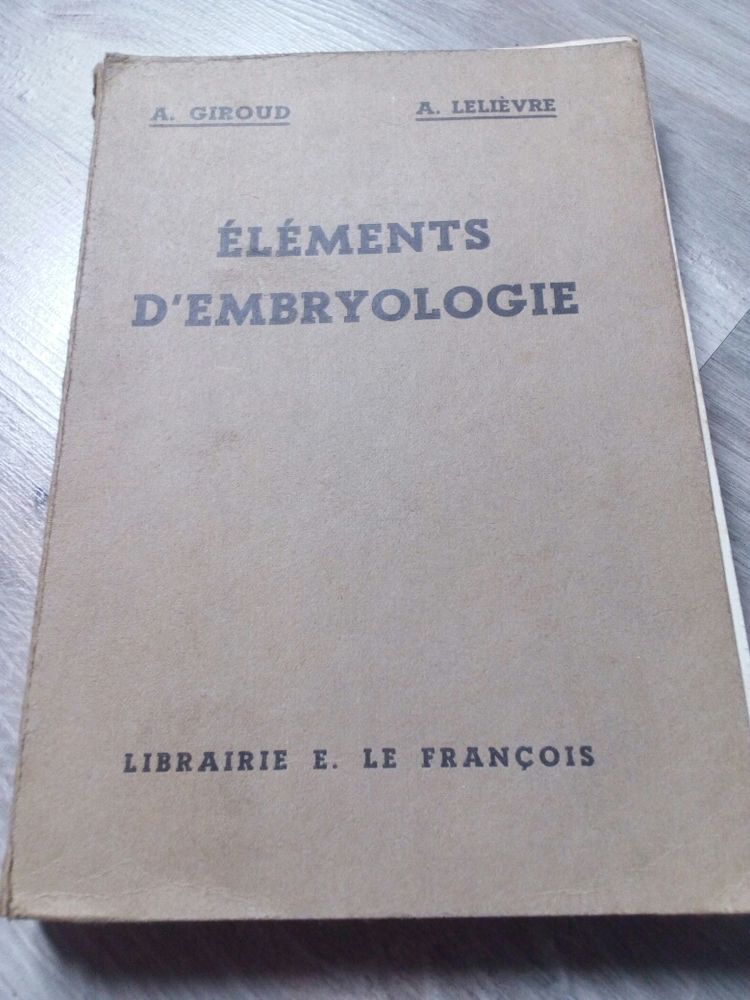 A. GIROUD A. LELIÈVRE
ÉLÉMENTS
D'EMBRYOLOGIE
LIBRAIRIE E. LE FRANÇOIS